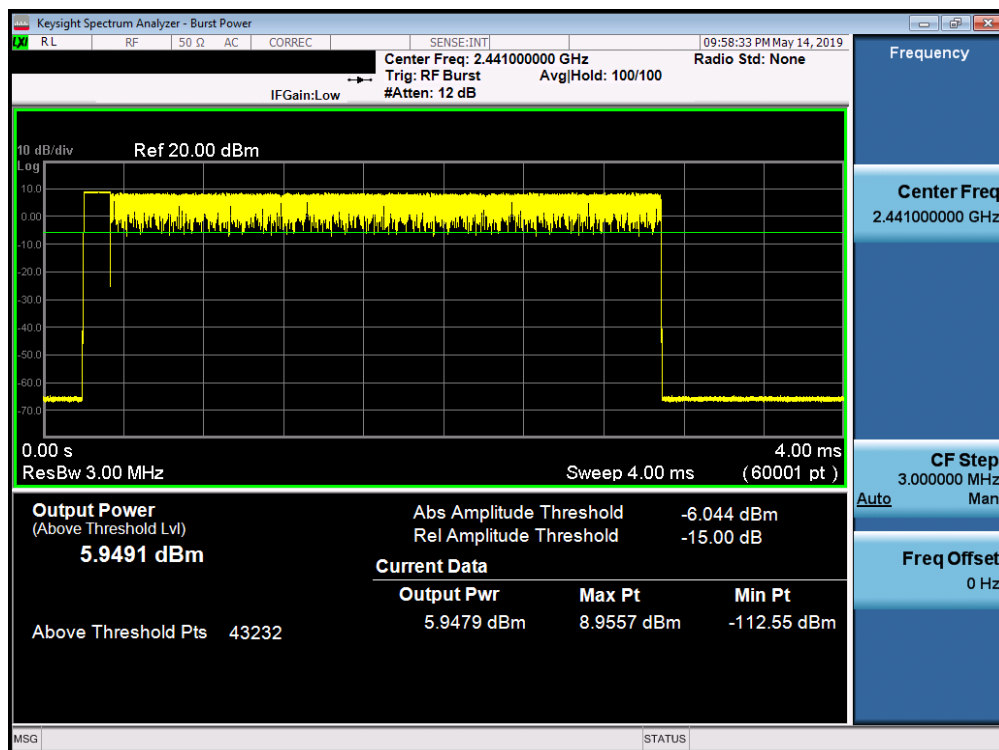 Keysight Spectrum Analyzer - Burst Power
LXI RL RF 50 Ω AC CORREC SENSE:INT 09:58:33 PM May 14, 2019
Center Freq: 2.441000000 GHz Radio Std: None
Trig: RF Burst Avg|Hold: 100/100
IFGain:Low #Atten: 12 dB
Frequency
10 dB/div Ref 20.00 dBm
Log
10.0
0.00
-10.0
-20.0
-30.0
-40.0
-50.0
-60.0
-70.0
0.00 s 4.00 ms
ResBw 3.00 MHz Sweep 4.00 ms (60001 pt)
Center Freq
2.441000000 GHz
CF Step
3.000000 MHz
Auto Man
Freq Offset
0 Hz
Output Power
(Above Threshold Lvl)
5.9491 dBm
Above Threshold Pts 43232
Abs Amplitude Threshold -6.044 dBm
Rel Amplitude Threshold -15.00 dB
Current Data
Output Pwr Max Pt Min Pt
5.9479 dBm 8.9557 dBm -112.55 dBm
MSG STATUS